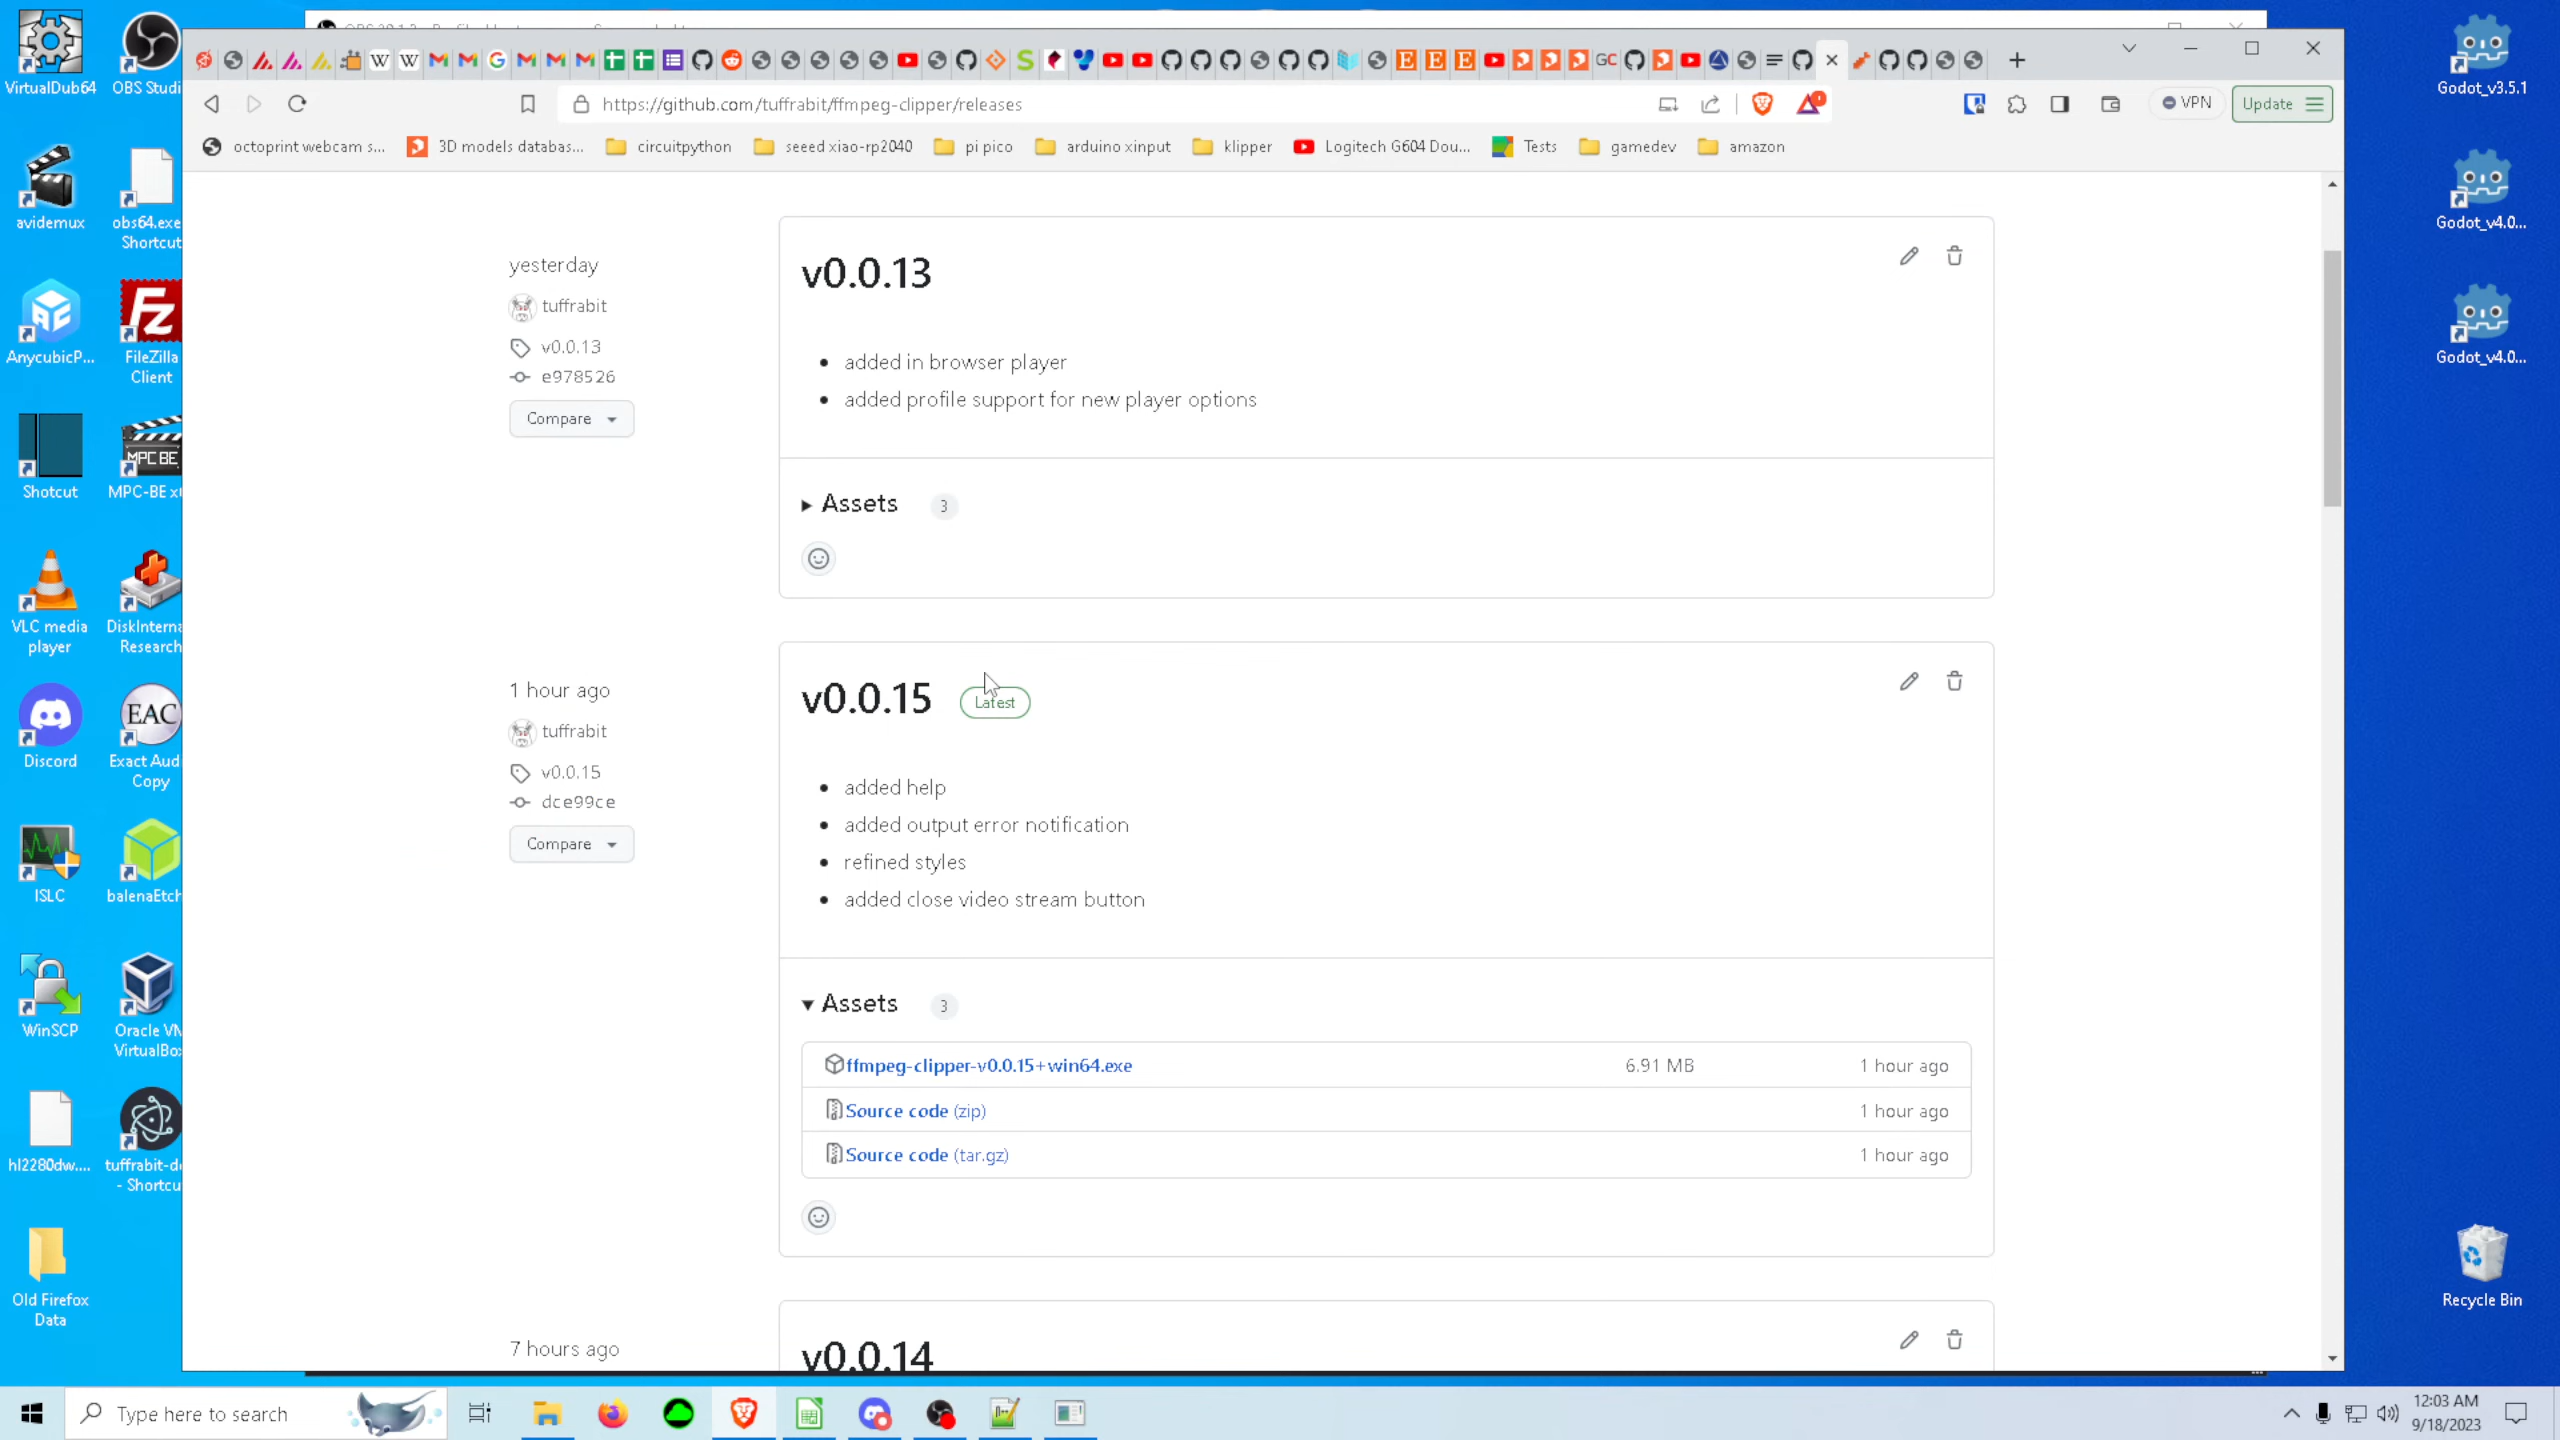 VirtualDub64
OBS Studi
avidemux
obs64.exe
Shortcut
AnycubicP...
FileZilla
Client
Shotcut
MPC-BE x
MPC BE
VLC media
player
DiskInterna
Research
Discord
EAC
Exact Aud
Copy
ISLC
balenaEtch
WinSCP
Oracle VM
VirtualBox
hl2280dw....
tuffrabit-d
- Shortcu
Old Firefox
Data
https://github.com/tuffrabit/ffmpeg-clipper/releases
VPN
Update
octoprint webcam s...
3D models databas...
circuitpython
seeed xiao-rp2040
pi pico
arduino xinput
klipper
Logitech G604 Dou...
Tests
gamedev
amazon
yesterday
tuffrabit
v0.0.13
e978526
Compare
v0.0.13
added in browser player
added profile support for new player options
Assets 3
1 hour ago
tuffrabit
v0.0.15
dce99ce
Compare
v0.0.15 Latest
added help
added output error notification
refined styles
added close video stream button
Assets 3
ffmpeg-clipper-v0.0.15+win64.exe 6.91 MB 1 hour ago
Source code (zip) 1 hour ago
Source code (tar.gz) 1 hour ago
7 hours ago
v0.0.14
Godot_v3.5.1
Godot_v4.0...
Godot_v4.0...
Recycle Bin
Type here to search
12:03 AM
9/18/2023